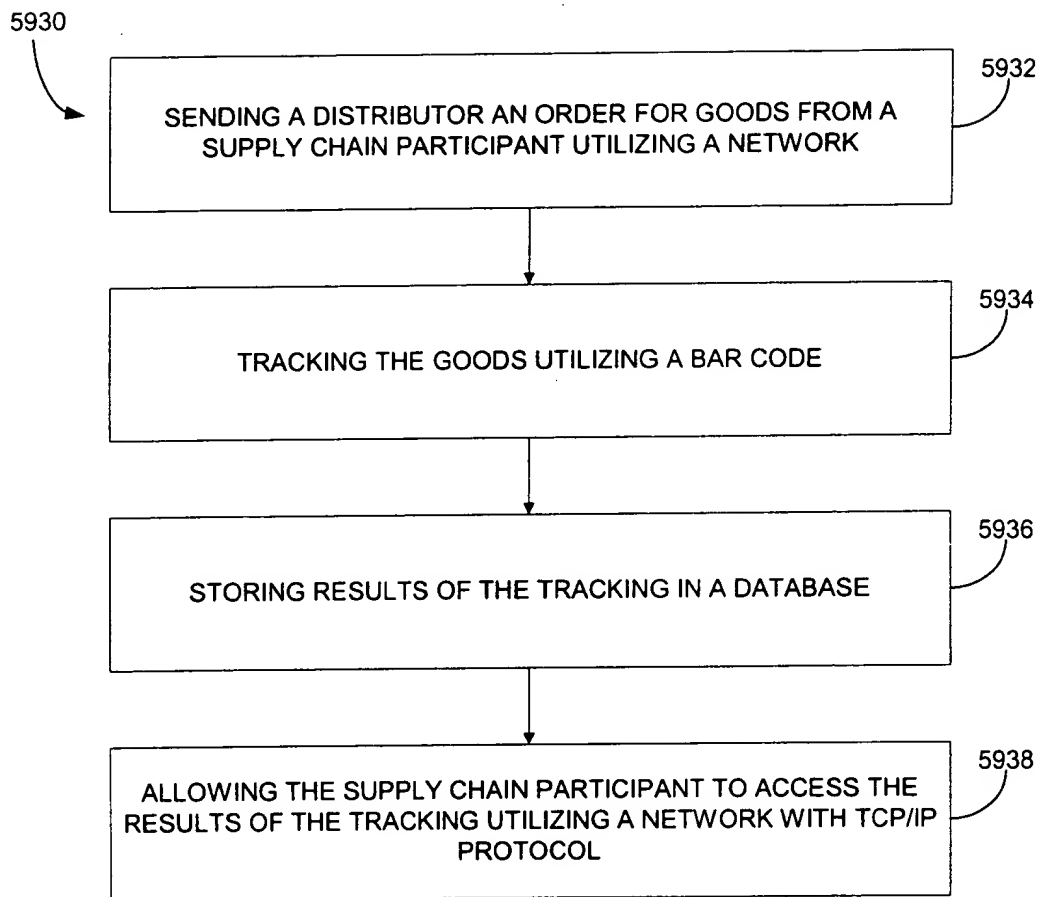 5930
5932
SENDING A DISTRIBUTOR AN ORDER FOR GOODS FROM A
SUPPLY CHAIN PARTICIPANT UTILIZING A NETWORK
5934
TRACKING THE GOODS UTILIZING A BAR CODE
5936
STORING RESULTS OF THE TRACKING IN A DATABASE
5938
ALLOWING THE SUPPLY CHAIN PARTICIPANT TO ACCESS THE
RESULTS OF THE TRACKING UTILIZING A NETWORK WITH TCP/IP
PROTOCOL